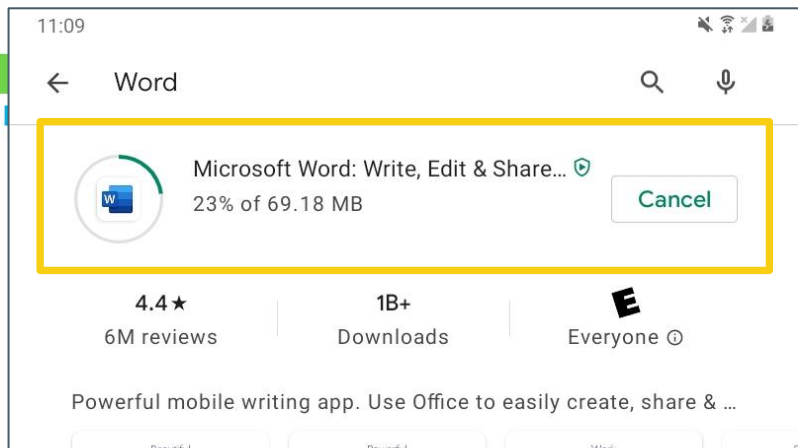 11:09
Word
Microsoft Word: Write, Edit & Share...
W
23% of 69.18 MB
Cancel
4.4★
1B+
E
6M reviews
Downloads
Everyone
Powerful mobile writing app. Use Office to easily create, share & ...